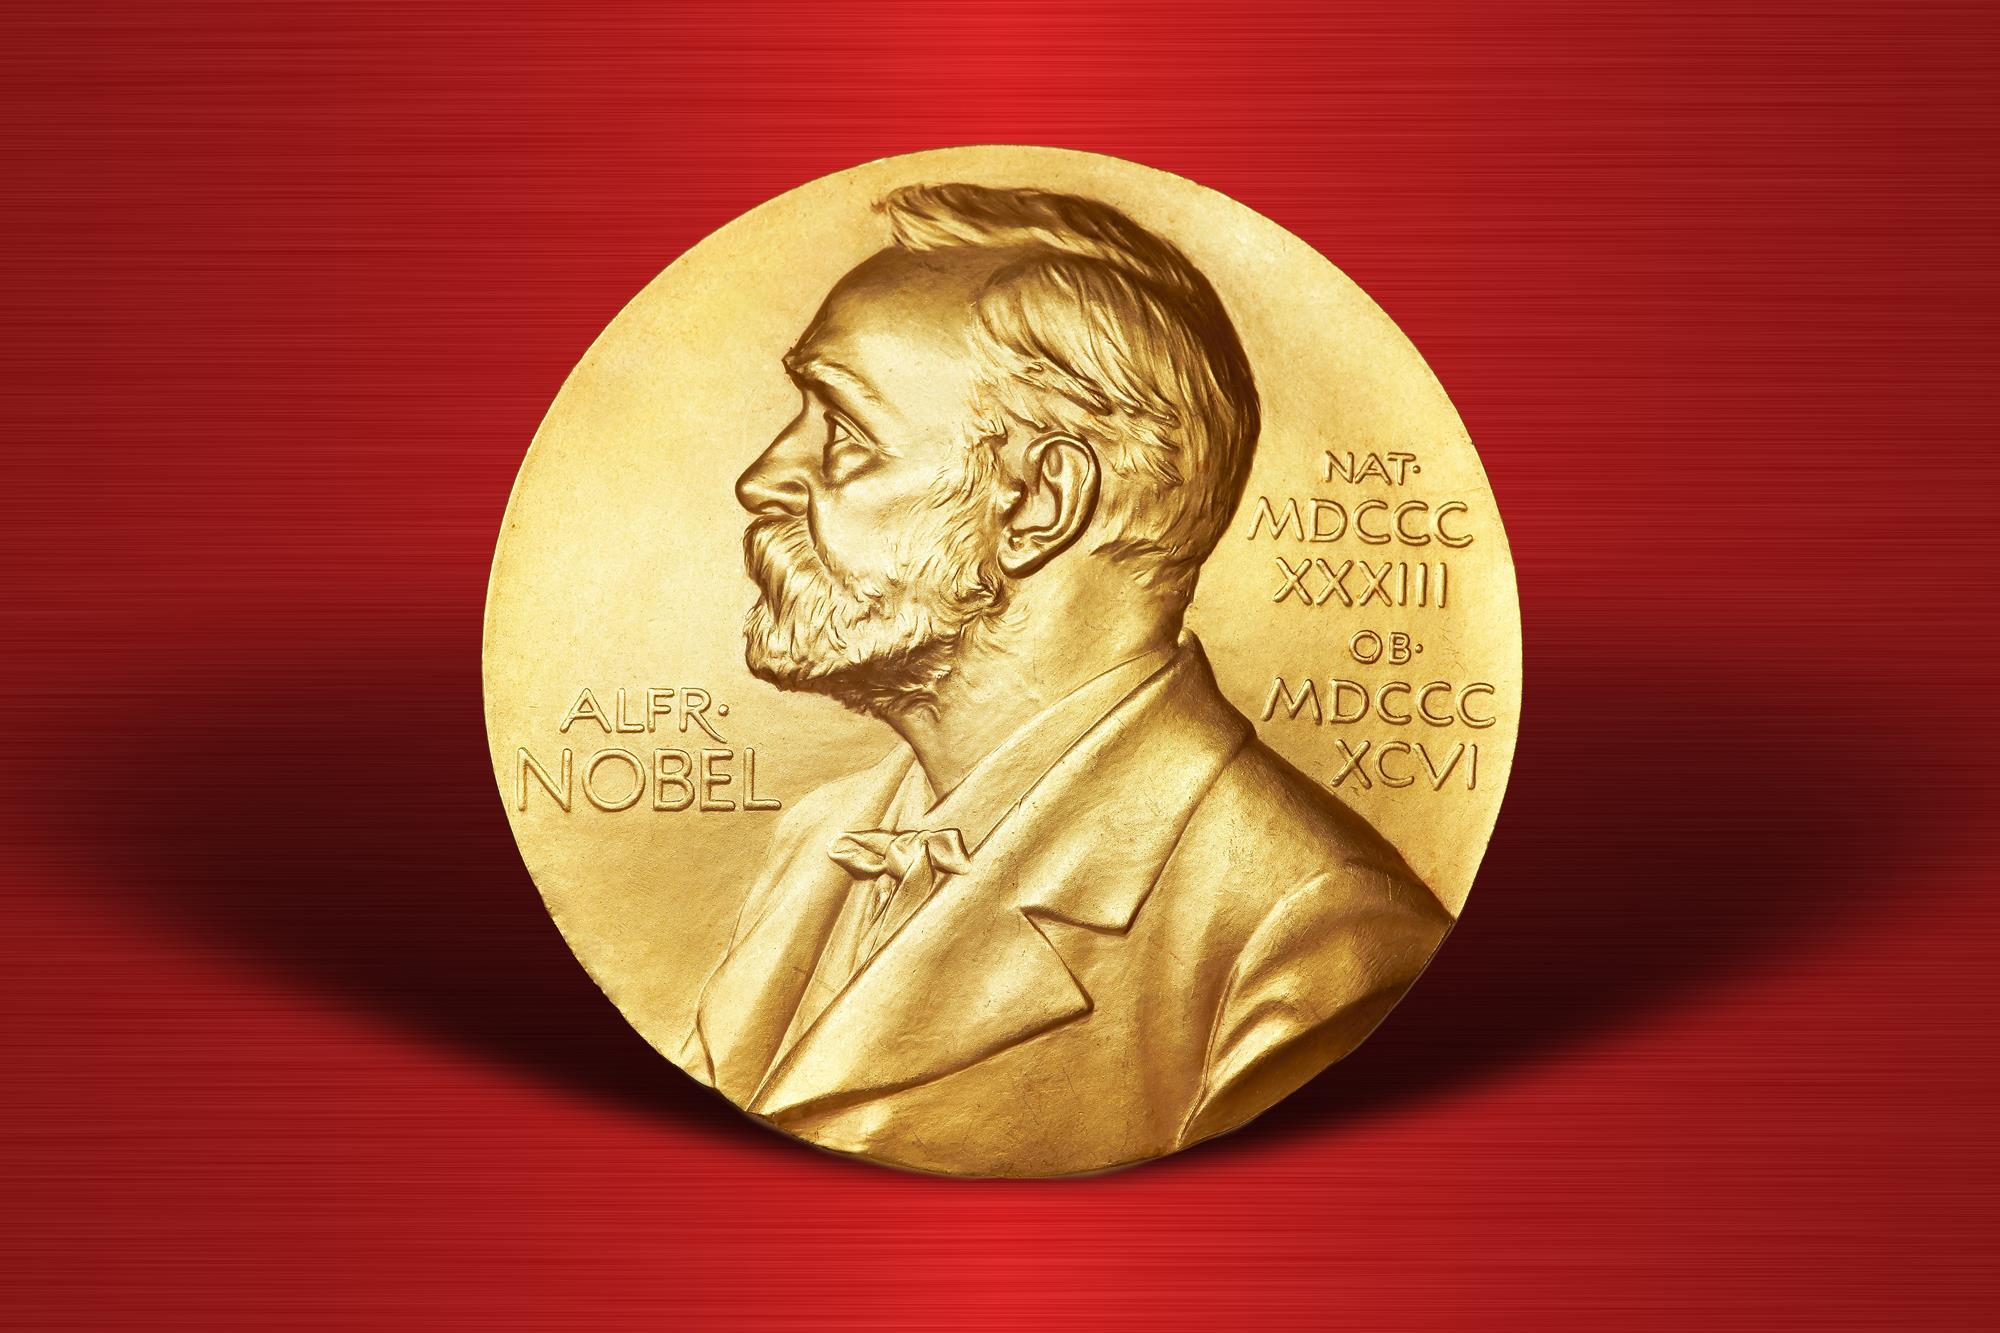 ALFR·
NOBEL
NAT·
MDCCC
XXXIII
OB·
MDCCC
XCVI